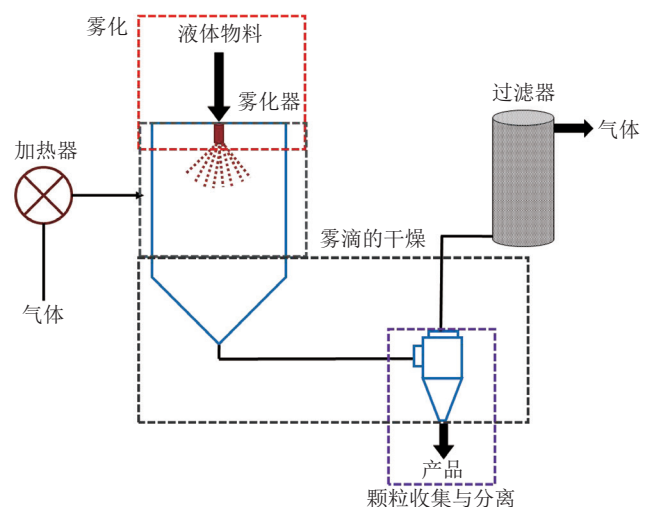 雾化
液体物料
雾化器
过滤器
气体
加热器
雾滴的干燥
气体
产品
颗粒收集与分离